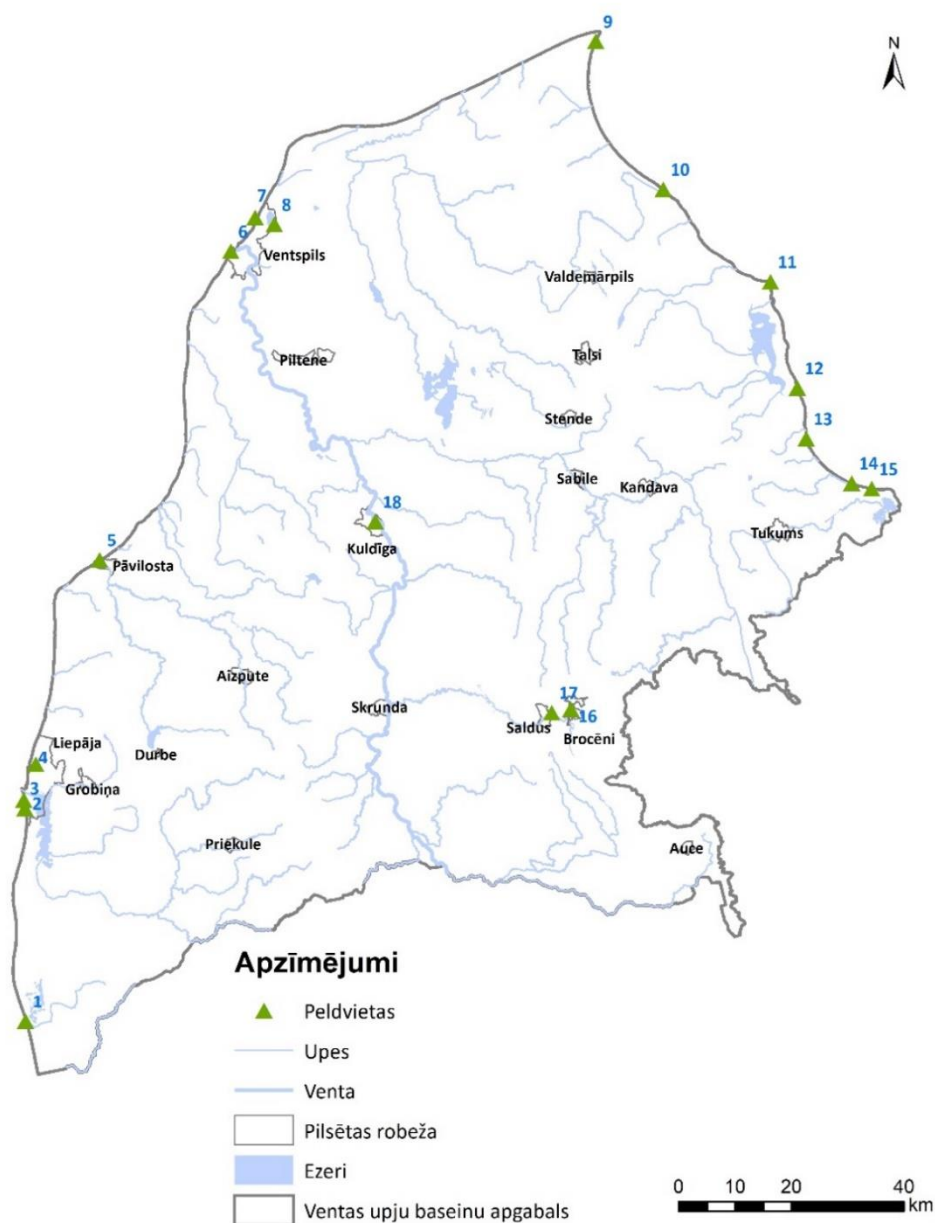 9
N
10
7
8
6
Ventspils
11
Valdemārpils
Piltene
Talsi
12
Stende
13
Sabile
Kandava
14
15
18
Kuldīga
Tukums
5
Pāvilosta
Aizpute
Skrunda
17
Saldus
16
Brocēni
Liepāja
4
Durbe
Grobiņa
3
2
Priekule
Auce
1
Apzīmējumi
Peldvietas
Upes
Venta
Pilsētas robeža
Ezeri
Ventas upju baseinu apgabals
0 10 20 40
km